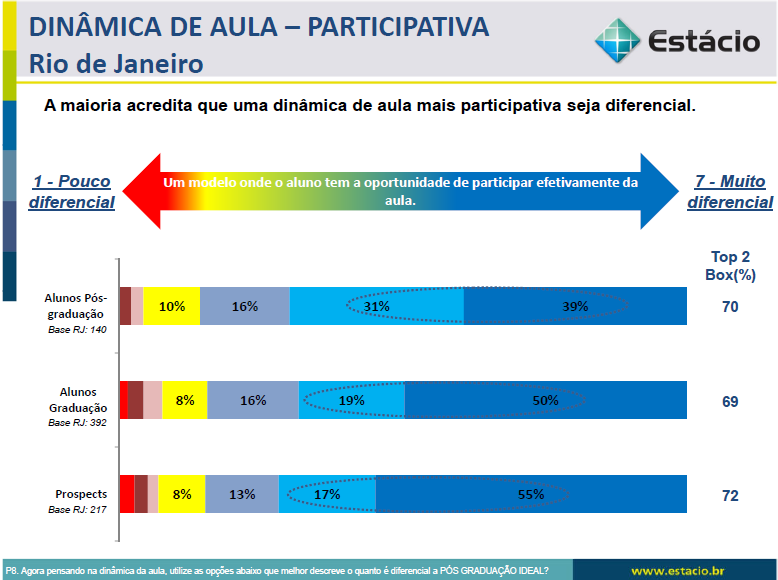 DINÂMICA DE AULA – PARTICIPATIVA
Rio de Janeiro
Estácio
A maioria acredita que uma dinâmica de aula mais participativa seja diferencial.
1 - Pouco
diferencial
Um modelo onde o aluno tem a oportunidade de participar efetivamente da
aula.
7 - Muito
diferencial
Top 2
Box(%)
Alunos Pós-
graduação
Base RJ: 140
10% 16% 31% 39% 70
Alunos
Graduação
Base RJ: 392
8% 16% 19% 50% 69
Prospects
Base RJ: 217
8% 13% 17% 55% 72
P8. Agora pensando na dinâmica da aula, utilize as opções abaixo que melhor descreve o quanto é diferencial a PÓS GRADUAÇÃO IDEAL?
www.estacio.br